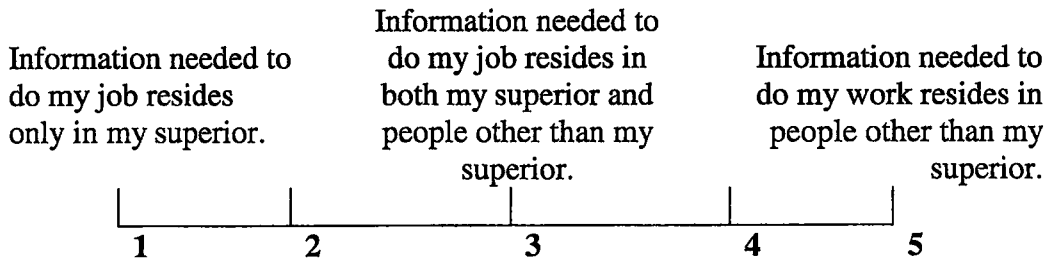 Information needed to
do my job resides
only in my superior.
Information needed to
do my job resides in
both my superior and
people other than my
superior.
Information needed to
do my work resides in
people other than my
superior.
1 2 3 4 5